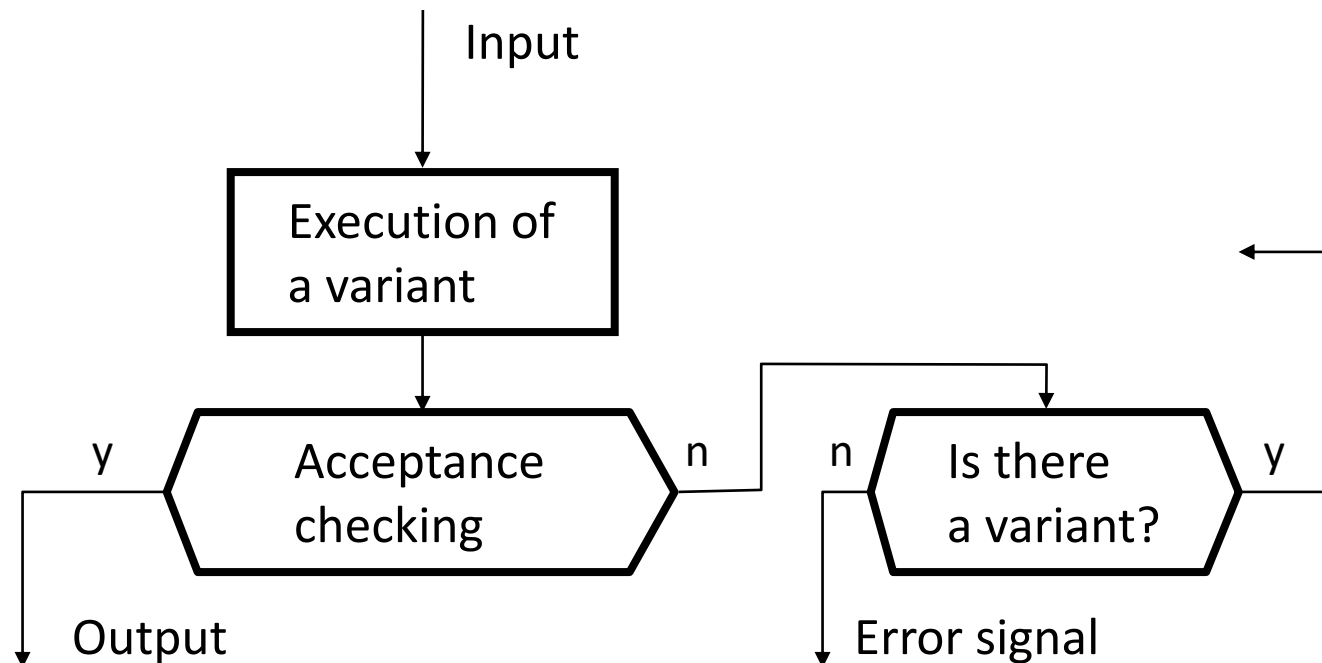 Input
Execution of
a variant
y
Acceptance
checking
n
n
Is there
a variant?
y
Output
Error signal